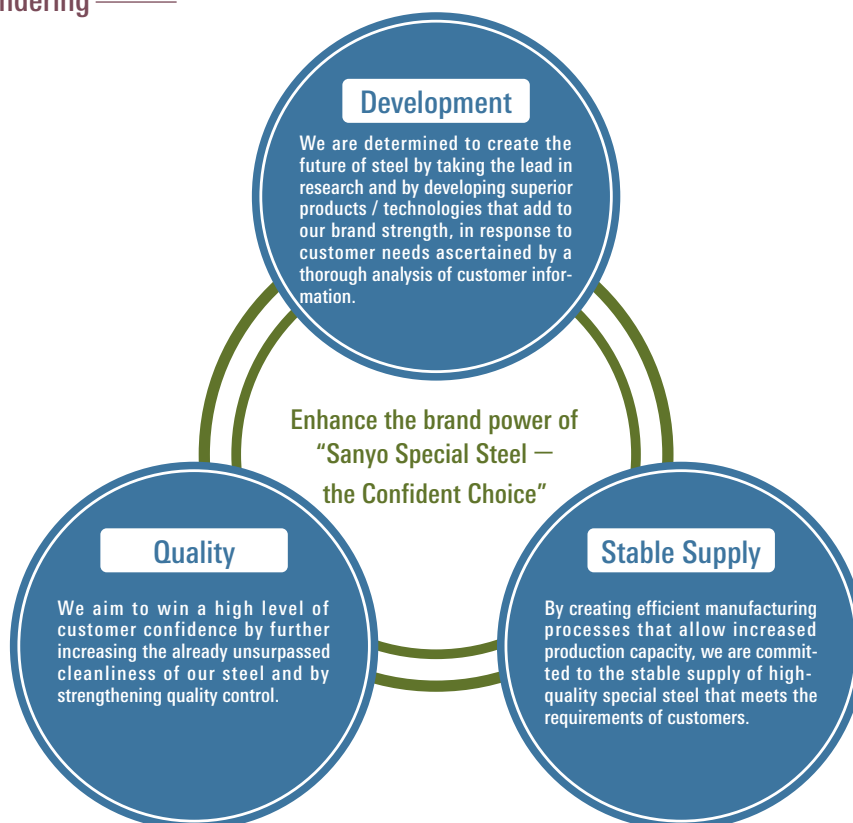 Development
We are determined to create the
future of steel by taking the lead in
research and by developing superior
products / technologies that add to
our brand strength, in response to
customer needs ascertained by a
thorough analysis of customer infor-
mation.
Enhance the brand power of
“Sanyo Special Steel —
the Confident Choice”
Quality
We aim to win a high level of
customer confidence by further
increasing the already unsurpassed
cleanliness of our steel and by
strengthening quality control.
Stable Supply
By creating efficient manufacturing
processes that allow increased
production capacity, we are commit-
ted to the stable supply of high-
quality special steel that meets the
requirements of customers.